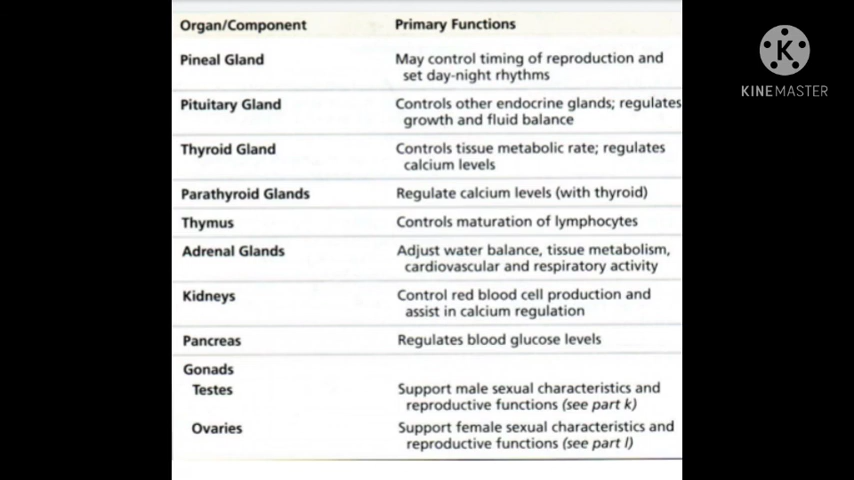 Organ/Component Primary Functions
Pineal Gland May control timing of reproduction and
set day-night rhythms
Pituitary Gland Controls other endocrine glands; regulates
growth and fluid balance
Thyroid Gland Controls tissue metabolic rate; regulates
calcium levels
Parathyroid Glands Regulate calcium levels (with thyroid)
Thymus Controls maturation of lymphocytes
Adrenal Glands Adjust water balance, tissue metabolism,
cardiovascular and respiratory activity
Kidneys Control red blood cell production and
assist in calcium regulation
Pancreas Regulates blood glucose levels
Gonads
Testes Support male sexual characteristics and
reproductive functions (see part k)
Ovaries Support female sexual characteristics and
reproductive functions (see part l)
K
KINEMASTER